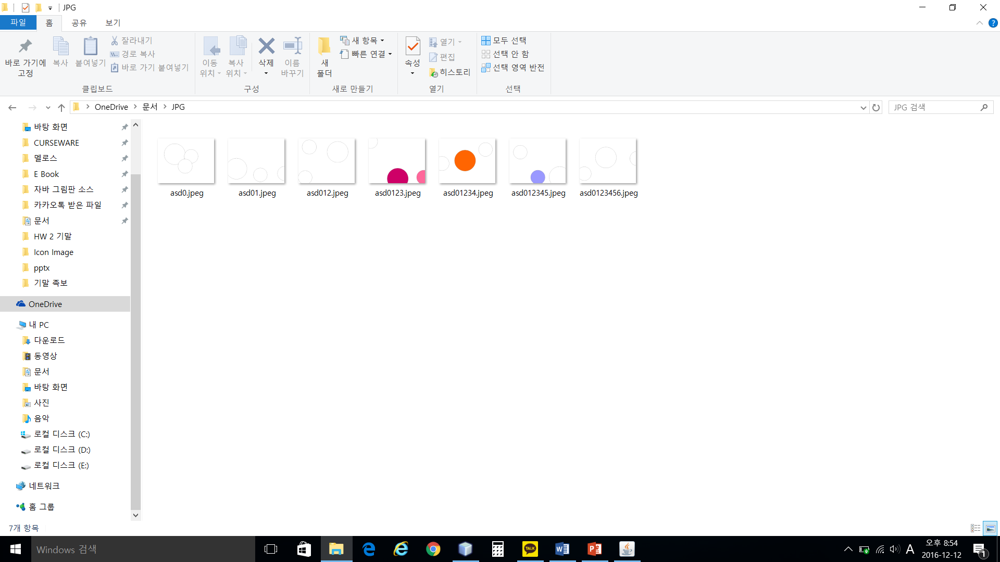 JPG
파일 홈 공유 보기
바로 가기에
고정
복사
붙여넣기
잘라내기
경로 복사
바로 가기 붙여넣기
클립보드
이동
위치
복사
위치
삭제
이름
바꾸기
구성
새
폴더
새 항목
빠른 연결
새로 만들기
속성
열기
편집
히스토리
열기
모두 선택
선택 안 함
선택 영역 반전
선택
OneDrive 문서 JPG
JPG 검색
바탕 화면
CURSEWARE
멜로스
E Book
자바 그림판 소스
카카오톡 받은 파일
문서
HW 2 기말
Icon Image
pptx
기말 족보
OneDrive
내 PC
다운로드
동영상
문서
바탕 화면
사진
음악
로컬 디스크 (C:)
로컬 디스크 (D:)
로컬 디스크 (E:)
네트워크
홈 그룹
asd0.jpeg
asd01.jpeg
asd012.jpeg
asd0123.jpeg
asd01234.jpeg
asd012345.jpeg
asd0123456.jpeg
7개 항목
Windows 검색
TALK
A
오후 8:54
2016-12-12
1